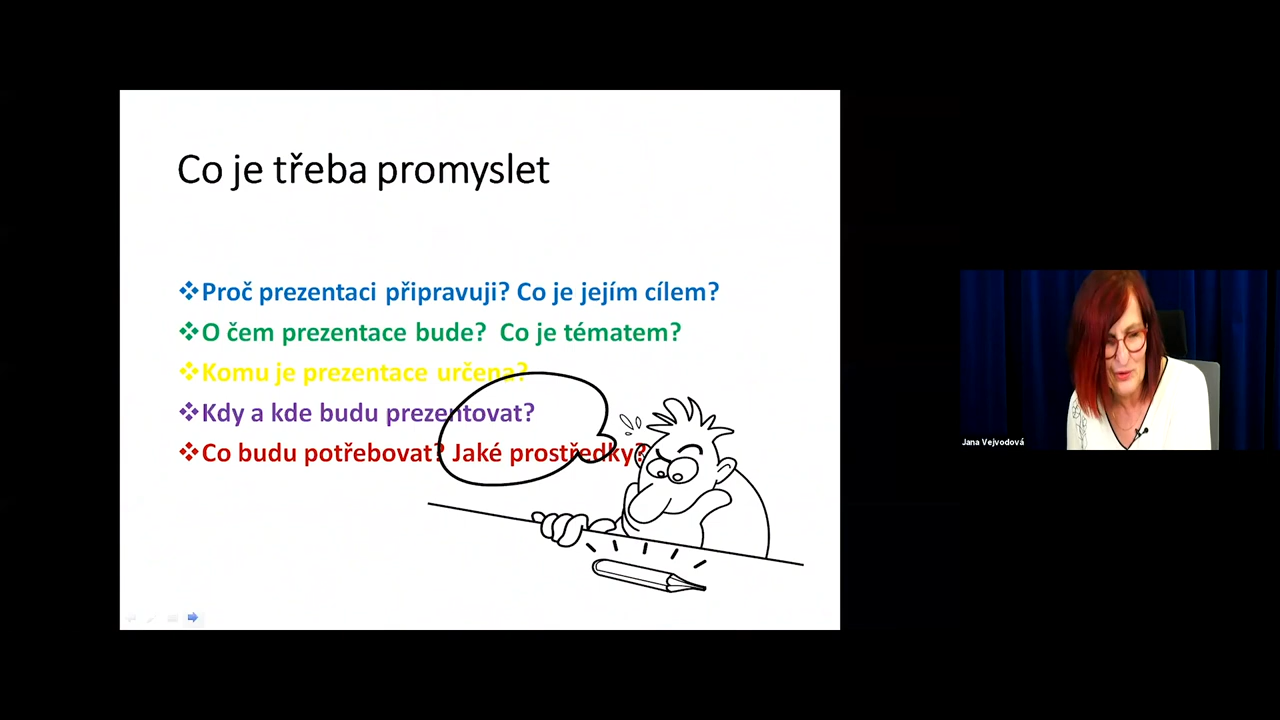 Co je třeba promyslet
❖Proč prezentaci připravuji? Co je jejím cílem?
❖O čem prezentace bude? Co je tématem?
❖Komu je prezentace určena?
❖Kdy a kde budu prezentovat?
❖Co budu potřebovat? Jaké prostředky?
Jana Vejvodová